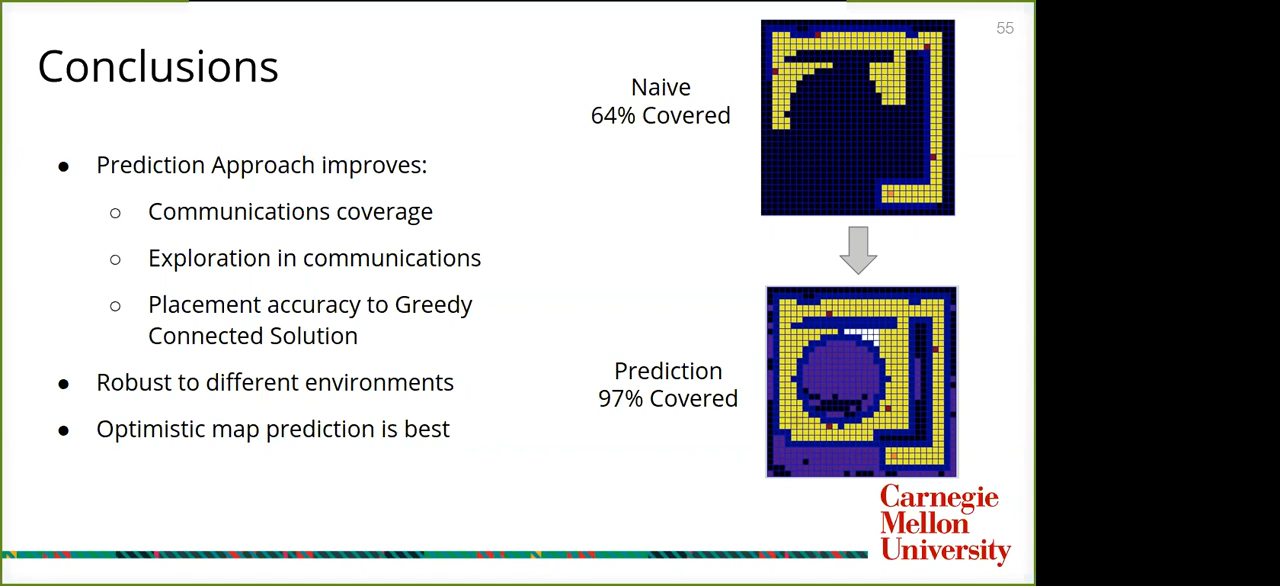 55
Conclusions
Naive
64% Covered
● Prediction Approach improves:
○ Communications coverage
○ Exploration in communications
○ Placement accuracy to Greedy
Connected Solution
● Robust to different environments
● Optimistic map prediction is best
Prediction
97% Covered
Carnegie
Mellon
University